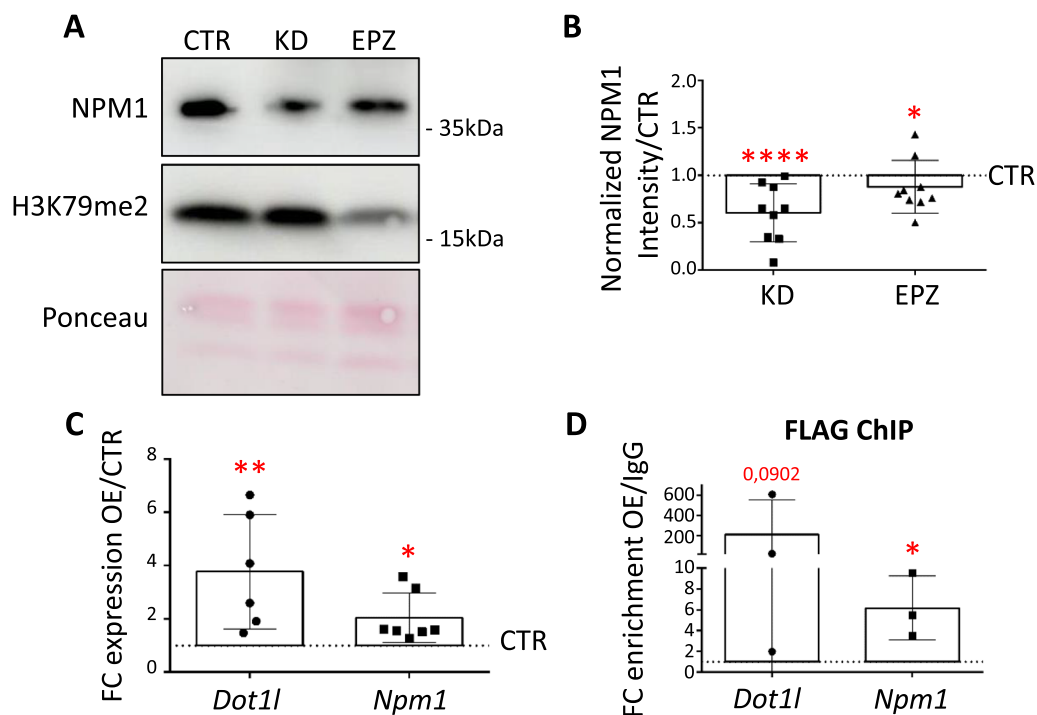 A
CTR KD EPZ
NPM1
- 35kDa
H3K79me2
- 15kDa
Ponceau
B
Normalized NPM1
Intensity/CTR
2.0
1.5
1.0
0.5
0.0
****
*
CTR
KD EPZ
C
FC expression OE/CTR
8
6
4
2
0
**
*
CTR
Dot1l Npm1
D
FLAG ChIP
FC enrichment OE/IgG
600
400
200
10
8
6
4
2
0
0,0902
*
Dot1l Npm1